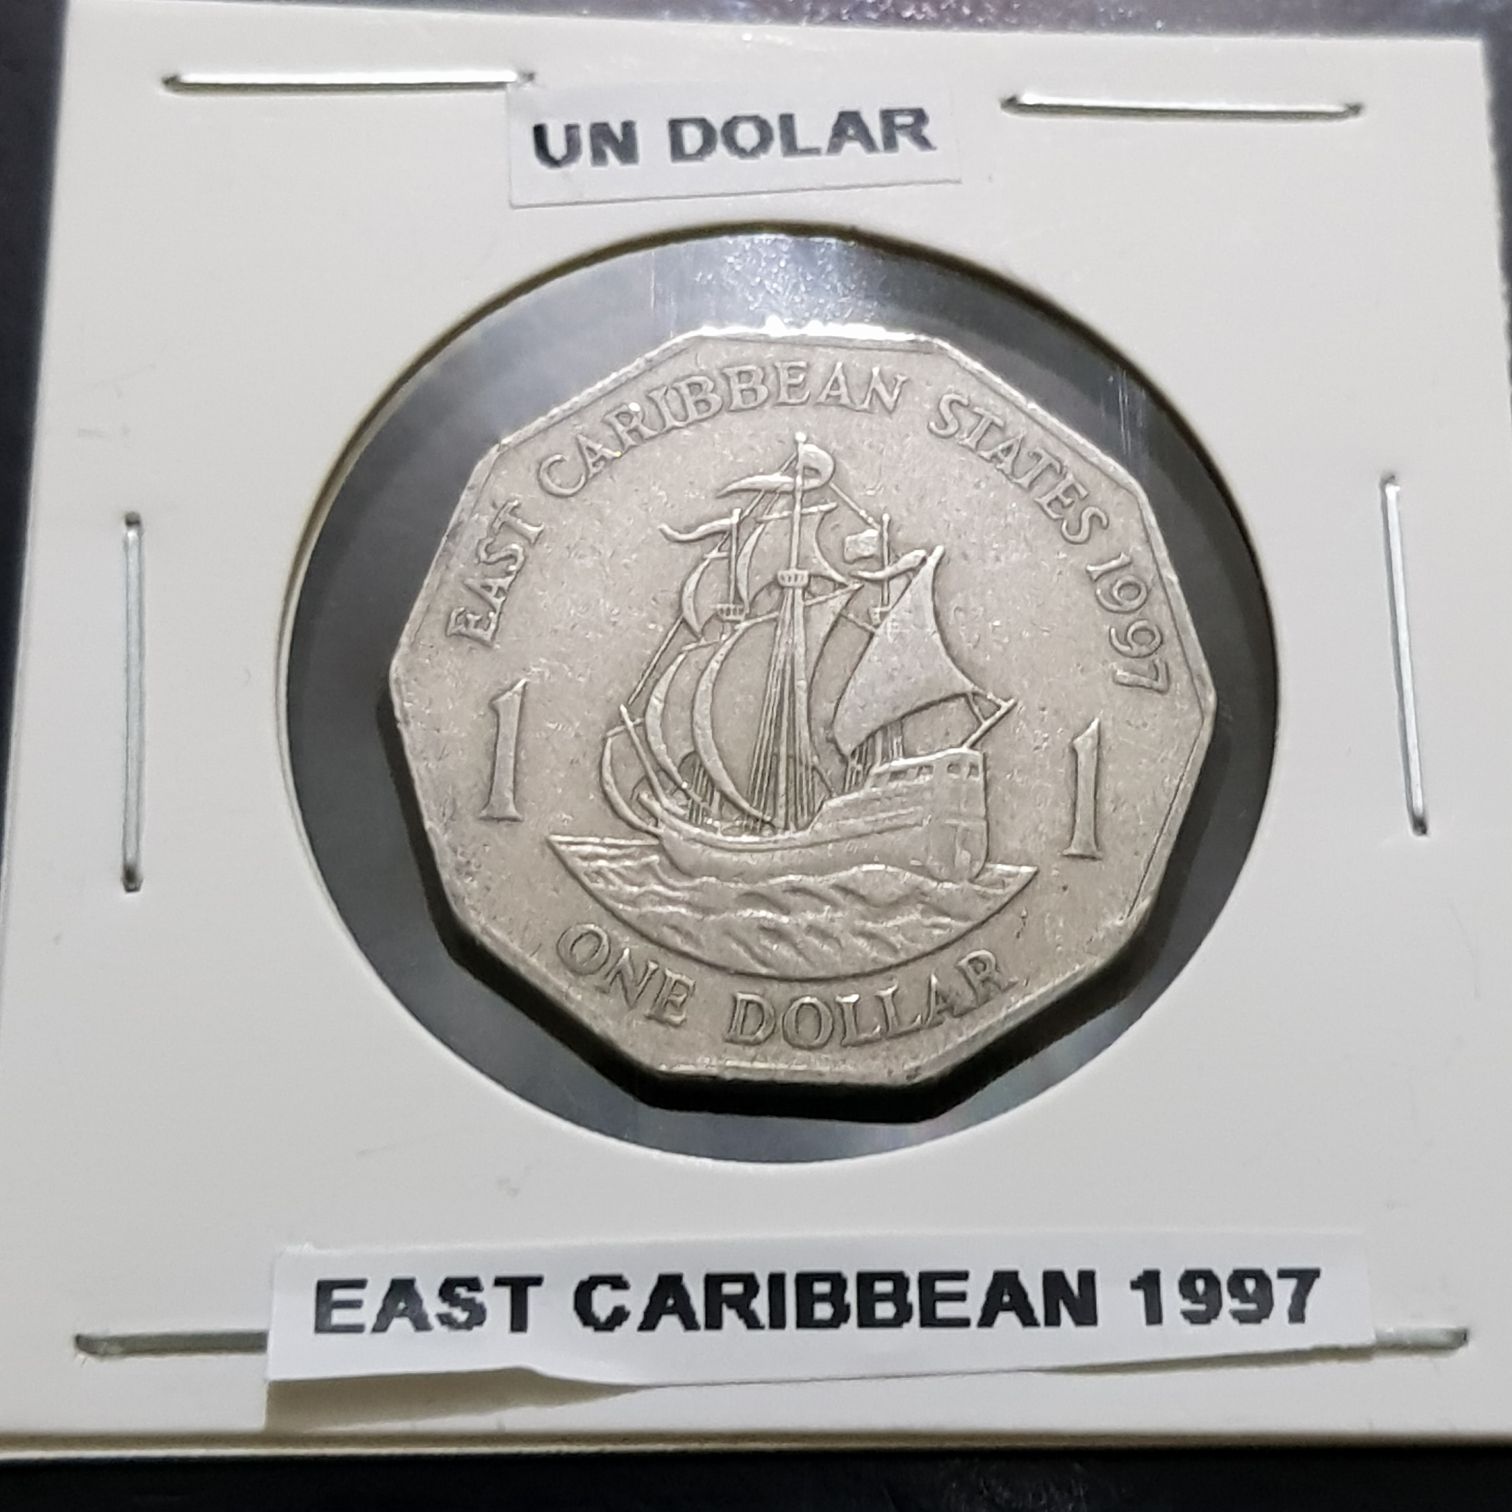 UN DOLAR
EAST CARIBBEAN STATES 1997
1 1
ONE DOLLAR
EAST CARIBBEAN 1997